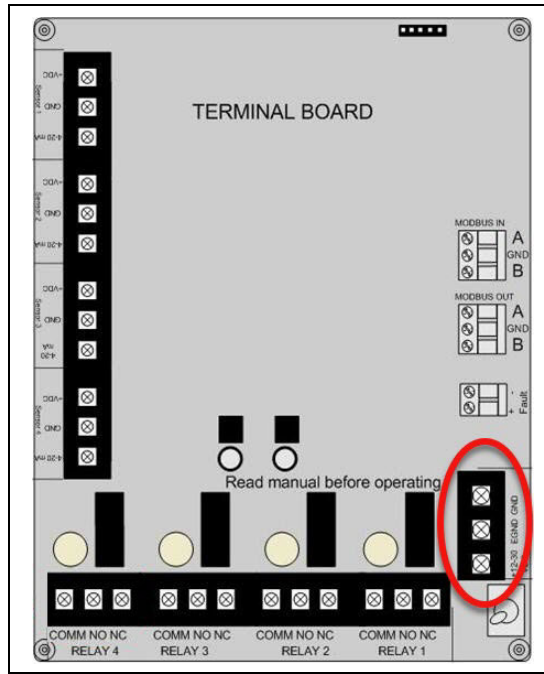 TERMINAL BOARD
+VDC
GND
4-20 mA
Sensor 1
+VDC
GND
4-20 mA
Sensor 2
+VDC
GND
4-20
mA
Sensor 3
+VDC
GND
4-20 mA
Sensor 4
MODBUS IN
A
GND
B
MODBUS OUT
A
GND
B
-
+
Fault
Read manual before operating
GND
EGND
+12-30
COMM NO NC
RELAY 4
COMM NO NC
RELAY 3
COMM NO NC
RELAY 2
COMM NO NC
RELAY 1